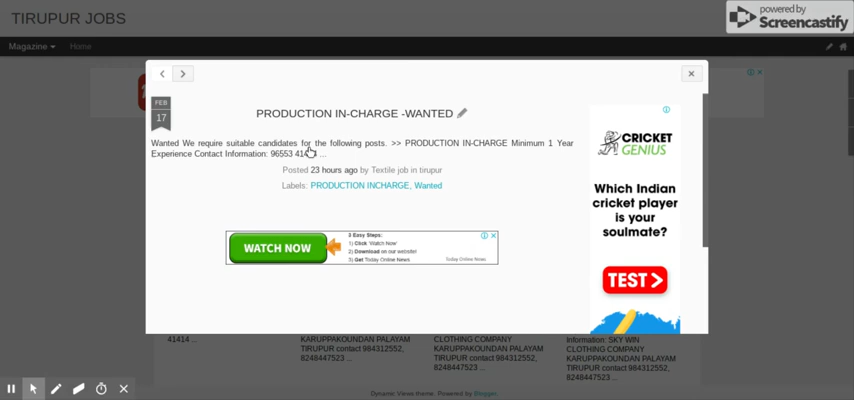 TIRUPUR JOBS
powered by
Screencastify
Magazine
Home
FEB
17
PRODUCTION IN-CHARGE -WANTED
Wanted We require suitable candidates for the following posts. >> PRODUCTION IN-CHARGE Minimum 1 Year
Experience Contact Information: 96553 41414 ...
Posted 23 hours ago by Textile job in tirupur
Labels: PRODUCTION INCHARGE, Wanted
WATCH NOW
3 Easy Steps:
1) Click 'Watch Now'
2) Download on our website!
3) Get Today Online News
Today Online News
CRICKET
GENIUS
Which Indian
cricket player
is your
soulmate?
TEST >
41414 ...
KARUPPAKOUNDAN PALAYAM
TIRUPUR contact 984312552,
8248447523 ...
CLOTHING COMPANY
KARUPPAKOUNDAN PALAYAM
TIRUPUR contact 984312552,
8248447523 ...
Information: SKY WIN
CLOTHING COMPANY
KARUPPAKOUNDAN PALAYAM
TIRUPUR contact 984312552,
8248447523 ...
Dynamic Views theme. Powered by Blogger.